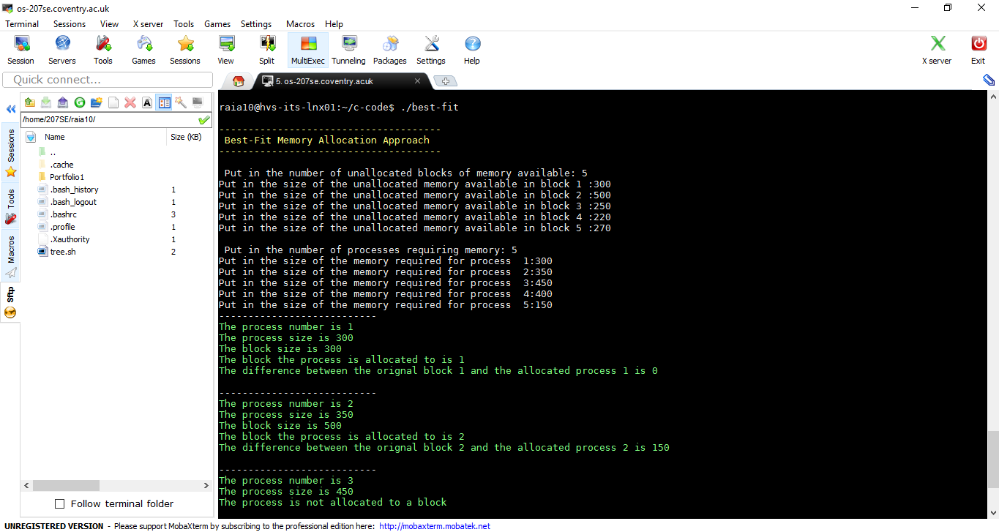 os-207se.coventry.ac.uk
Terminal Sessions View X server Tools Games Settings Macros Help
Session Servers Tools Games Sessions View Split MultiExec Tunneling Packages Settings Help X server Exit
Quick connect...
5. os-207se.coventry.ac.uk
/home/207SE/raia10/
Name Size (KB)
..
.cache
Portfolio1
.bash_history 1
.bash_logout 1
.bashrc 3
.profile 1
.Xauthority 1
tree.sh 2
Sessions
Tools
Macros
Sftp
Follow terminal folder
raia10@hvs-its-lnx01:~/c-code$ ./best-fit
--------------------------------------
Best-Fit Memory Allocation Approach
--------------------------------------
Put in the number of unallocated blocks of memory available: 5
Put in the size of the unallocated memory available in block 1 :300
Put in the size of the unallocated memory available in block 2 :500
Put in the size of the unallocated memory available in block 3 :250
Put in the size of the unallocated memory available in block 4 :220
Put in the size of the unallocated memory available in block 5 :270
Put in the number of processes requiring memory: 5
Put in the size of the memory required for process  1:300
Put in the size of the memory required for process  2:350
Put in the size of the memory required for process  3:450
Put in the size of the memory required for process  4:400
Put in the size of the memory required for process  5:150
---------------------------
The process number is 1
The process size is 300
The block size is 300
The block the process is allocated to is 1
The difference between the orignal block 1 and the allocated process 1 is 0
---------------------------
The process number is 2
The process size is 350
The block size is 500
The block the process is allocated to is 2
The difference between the orignal block 2 and the allocated process 2 is 150
---------------------------
The process number is 3
The process size is 450
The process is not allocated to a block
UNREGISTERED VERSION - Please support MobaXterm by subscribing to the professional edition here: http://mobaxterm.mobatek.net